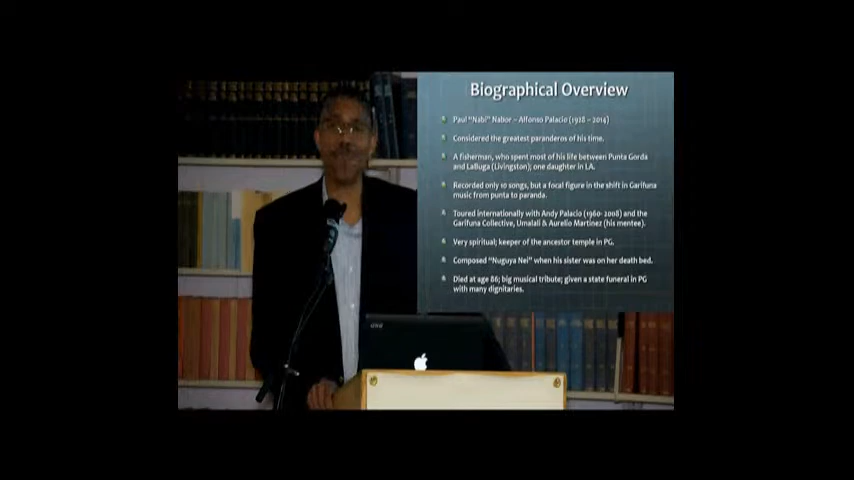 Biographical Overview
Paul "Nabi" Nabor – Alfonso Palacio (1928 – 2014)
Considered the greatest paranderos of his time.
A fisherman, who spent most of his life between Punta Gorda
and LaBuga (Livingston); one daughter in LA.
Recorded only 10 songs, but a focal figure in the shift in Garifuna
music from punta to paranda.
Toured internationally with Andy Palacio (1960- 2008) and the
Garifuna Collective, Umalali & Aurelio Martinez (his mentee).
Very spiritual; keeper of the ancestor temple in PG.
Composed "Nuguya Nei" when his sister was on her death bed.
Died at age 86; big musical tribute; given a state funeral in PG
with many dignitaries.